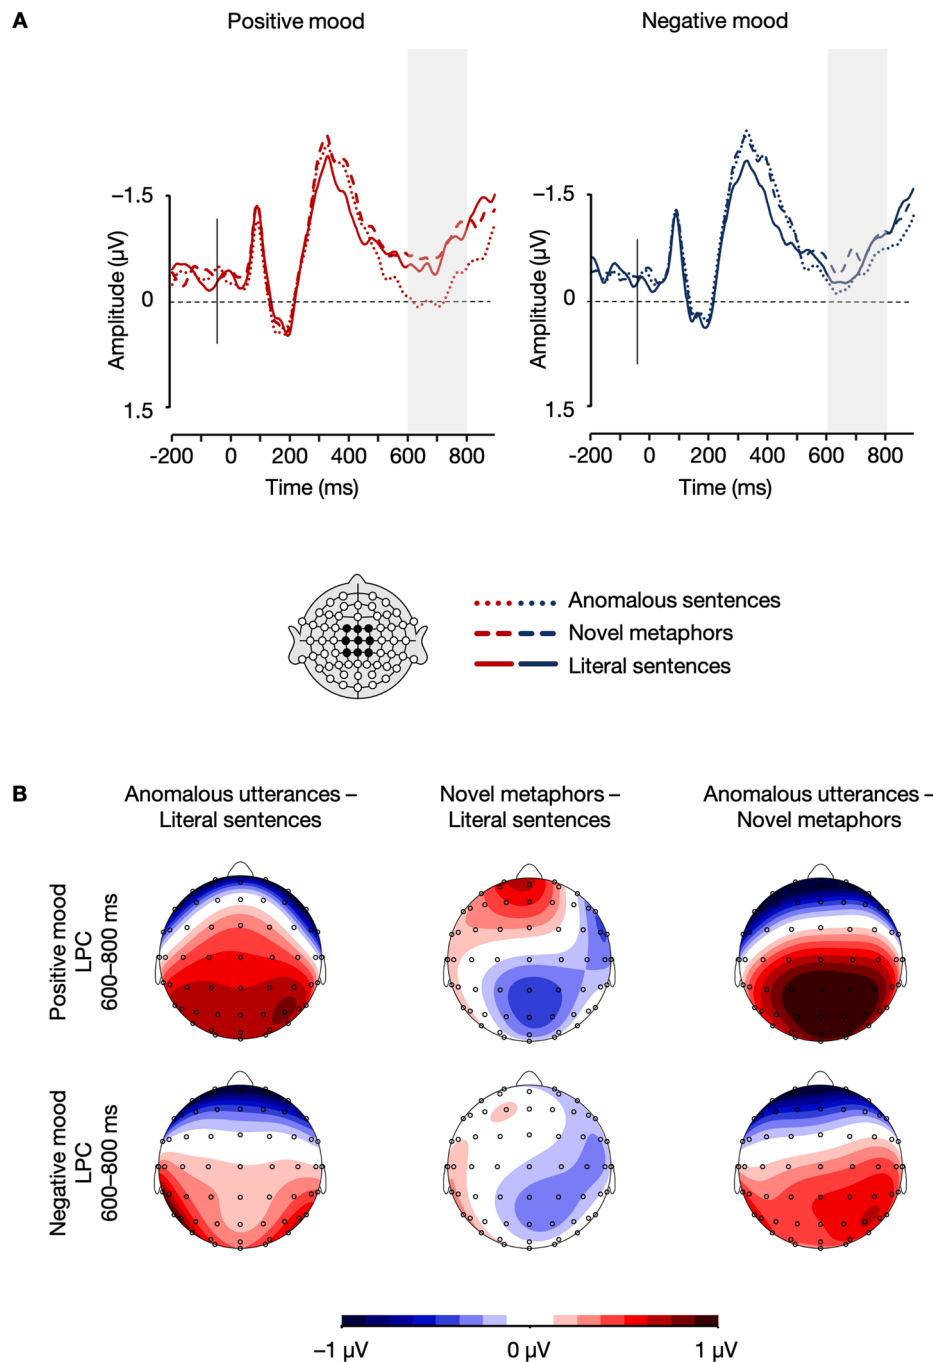 A
Positive mood
Negative mood
Amplitude (µV)
−1.5
0
1.5
-200 0 200 400 600 800
Time (ms)
Amplitude (µV)
−1.5
0
1.5
-200 0 200 400 600 800
Time (ms)
Anomalous sentences
Novel metaphors
Literal sentences
B
Anomalous utterances –
Literal sentences
Novel metaphors –
Literal sentences
Anomalous utterances –
Novel metaphors
Positive mood
LPC
600–800 ms
Negative mood
LPC
600–800 ms
−1 µV
0 µV
1 µV